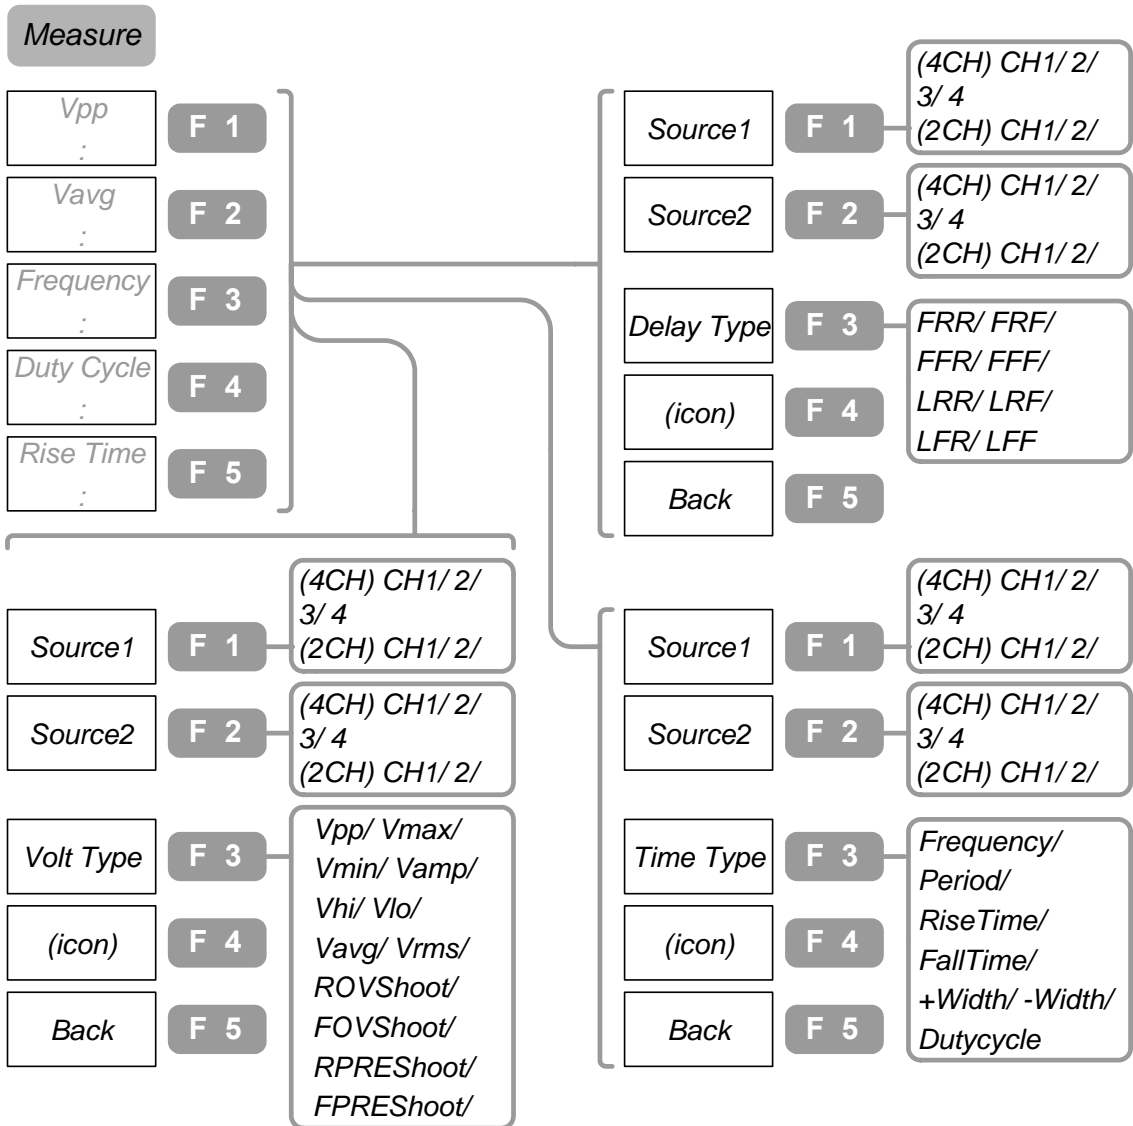 Measure
Vpp
:
F 1
Vavg
:
F 2
Frequency
:
F 3
Duty Cycle
:
F 4
Rise Time
:
F 5
Source1
F 1
(4CH) CH1/ 2/
3/ 4
(2CH) CH1/ 2/
Source2
F 2
(4CH) CH1/ 2/
3/ 4
(2CH) CH1/ 2/
Delay Type
F 3
FRR/ FRF/
FFR/ FFF/
LRR/ LRF/
LFR/ LFF
(icon)
F 4
Back
F 5
Source1
F 1
(4CH) CH1/ 2/
3/ 4
(2CH) CH1/ 2/
Source2
F 2
(4CH) CH1/ 2/
3/ 4
(2CH) CH1/ 2/
Volt Type
F 3
Vpp/ Vmax/
Vmin/ Vamp/
Vhi/ Vlo/
Vavg/ Vrms/
ROVShoot/
FOVShoot/
RPREShoot/
FPREShoot/
(icon)
F 4
Back
F 5
Source1
F 1
(4CH) CH1/ 2/
3/ 4
(2CH) CH1/ 2/
Source2
F 2
(4CH) CH1/ 2/
3/ 4
(2CH) CH1/ 2/
Time Type
F 3
Frequency/
Period/
RiseTime/
FallTime/
+Width/ -Width/
Dutycycle
(icon)
F 4
Back
F 5